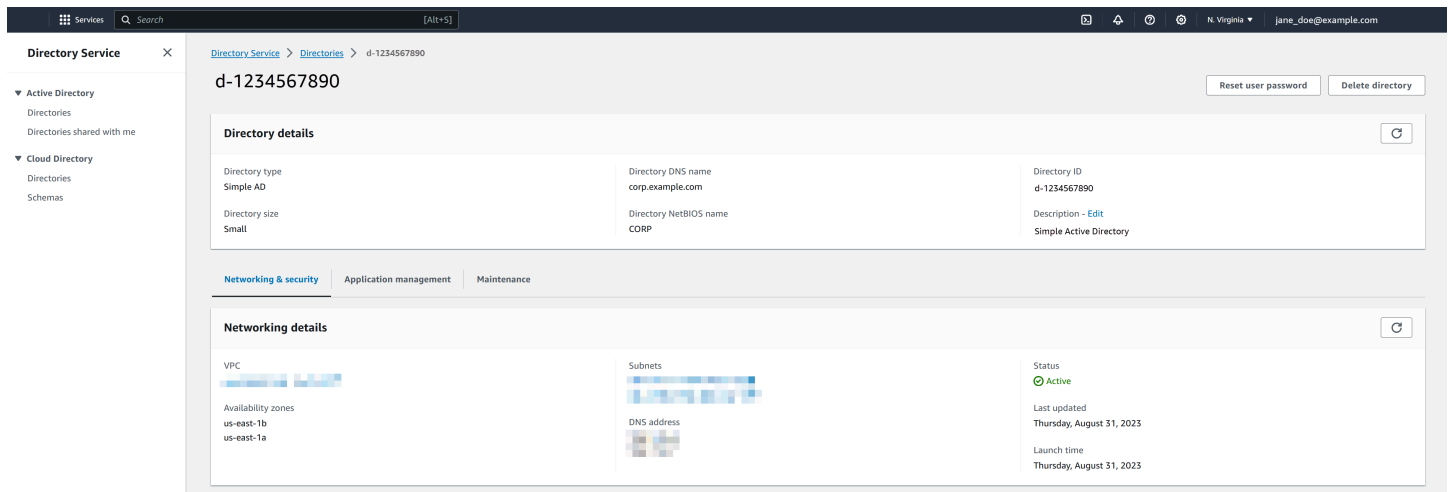 Services Search [Alt+S] N. Virginia ▼ jane_doe@example.com
Directory Service
Active Directory
Directories
Directories shared with me
Cloud Directory
Directories
Schemas
Directory Service > Directories > d-1234567890
d-1234567890
Reset user password Delete directory
Directory details
Directory type
Simple AD
Directory size
Small
Directory DNS name
corp.example.com
Directory NetBIOS name
CORP
Directory ID
d-1234567890
Description - Edit
Simple Active Directory
Networking & security Application management Maintenance
Networking details
VPC
Availability zones
us-east-1b
us-east-1a
Subnets
DNS address
Status
Active
Last updated
Thursday, August 31, 2023
Launch time
Thursday, August 31, 2023